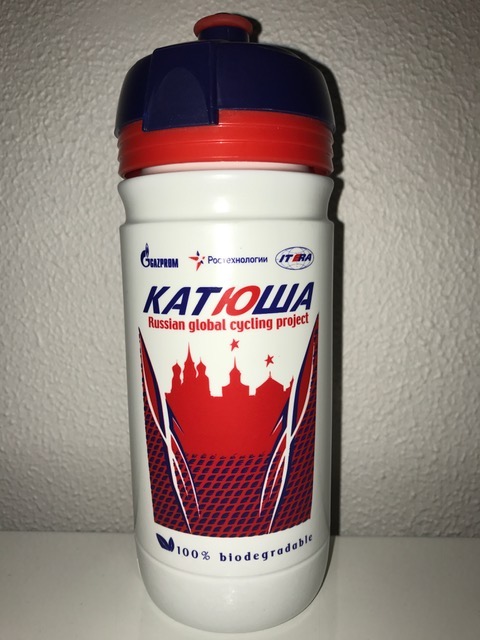 GAZPROM Ростехнологии ITERA
КАТЮША
Russian global cycling project
100% biodegradable